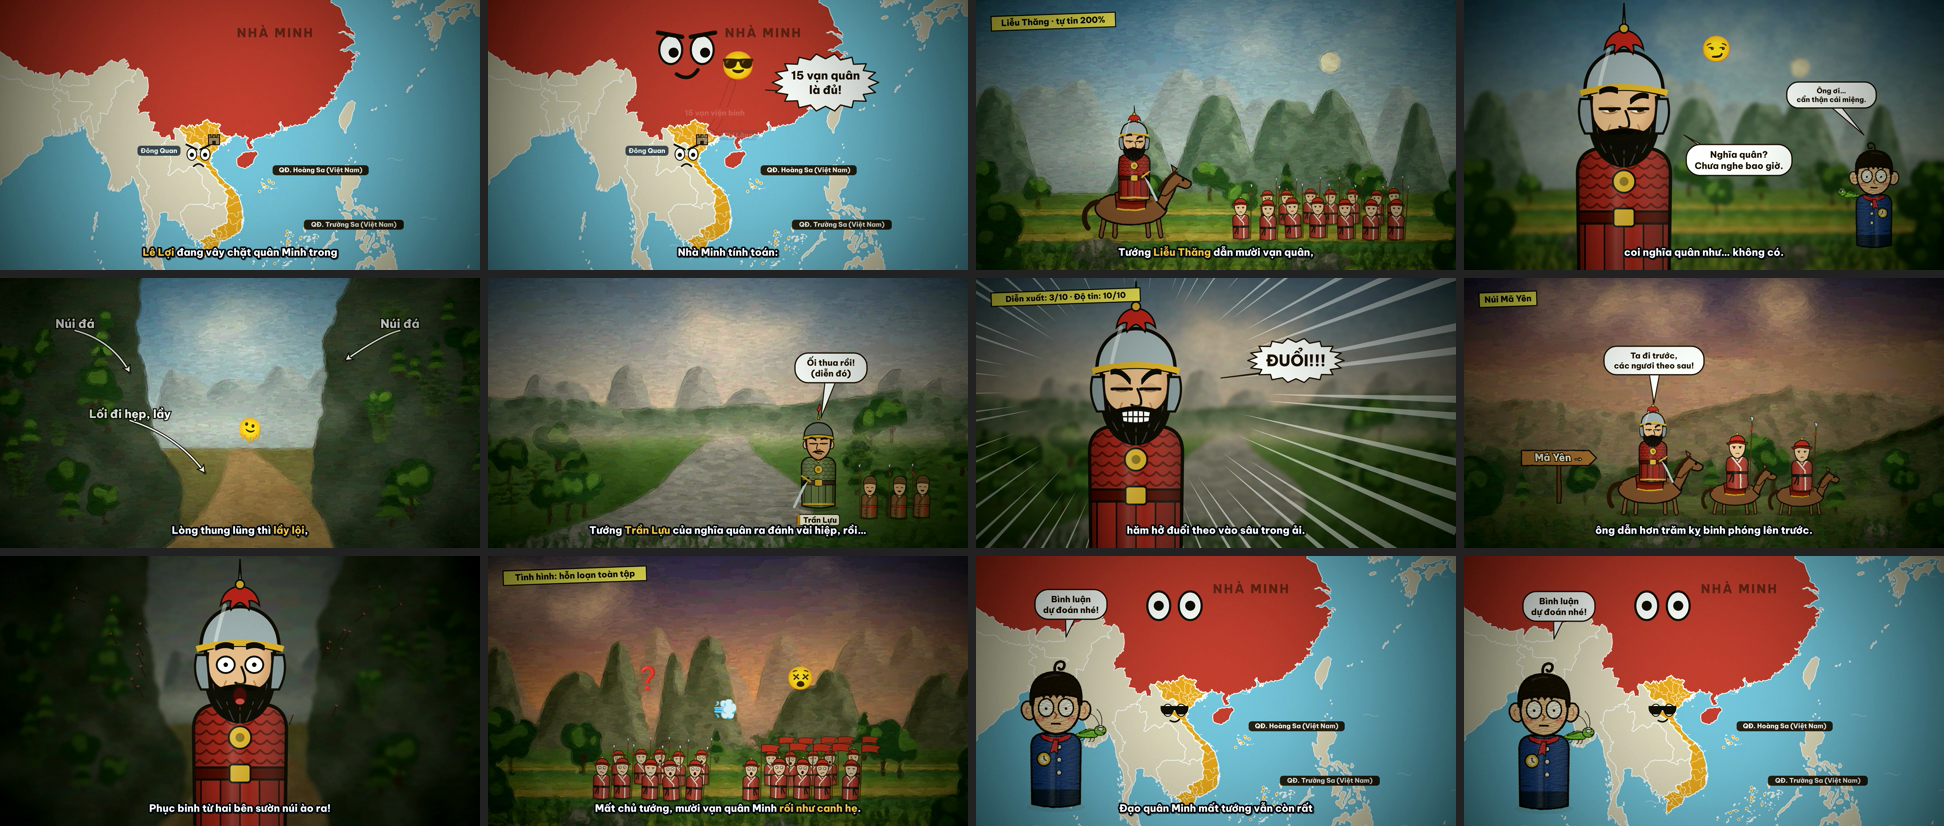 NHÀ MINH
Đông Quan
QĐ. Hoàng Sa (Việt Nam)
QĐ. Trường Sa (Việt Nam)
Lê Lợi đang vây chặt quân Minh trong
NHÀ MINH
15 vạn quân
là đủ!
15 vạn viện binh
Đông Quan
QĐ. Hoàng Sa (Việt Nam)
QĐ. Trường Sa (Việt Nam)
Nhà Minh tính toán:
Liễu Thăng · tự tin 200%
Tướng Liễu Thăng dẫn mười vạn quân,
Ông ơi...
cẩn thận cái miệng.
Nghĩa quân?
Chưa nghe bao giờ.
coi nghĩa quân như... không có.
Núi đá
Núi đá
Lối đi hẹp, lầy
Lòng thung lũng thì lầy lội,
Ối thua rồi!
(diễn đó)
Trần Lựu
Tướng Trần Lựu của nghĩa quân ra đánh vài hiệp, rồi...
Diễn xuất: 3/10 · Độ tin: 10/10
ĐUỔI!!!
hăm hở đuổi theo vào sâu trong ải.
Núi Mã Yên
Ta đi trước,
các ngươi theo sau!
Mã Yên
ông dẫn hơn trăm kỵ binh phóng lên trước.
Phục binh từ hai bên sườn núi ào ra!
Tình hình: hỗn loạn toàn tập
Mất chủ tướng, mười vạn quân Minh rối như canh hẹ.
NHÀ MINH
Bình luận
dự đoán nhé!
QĐ. Hoàng Sa (Việt Nam)
QĐ. Trường Sa (Việt Nam)
Đạo quân Minh mất tướng vẫn còn rất
NHÀ MINH
Bình luận
dự đoán nhé!
QĐ. Hoàng Sa (Việt Nam)
QĐ. Trường Sa (Việt Nam)